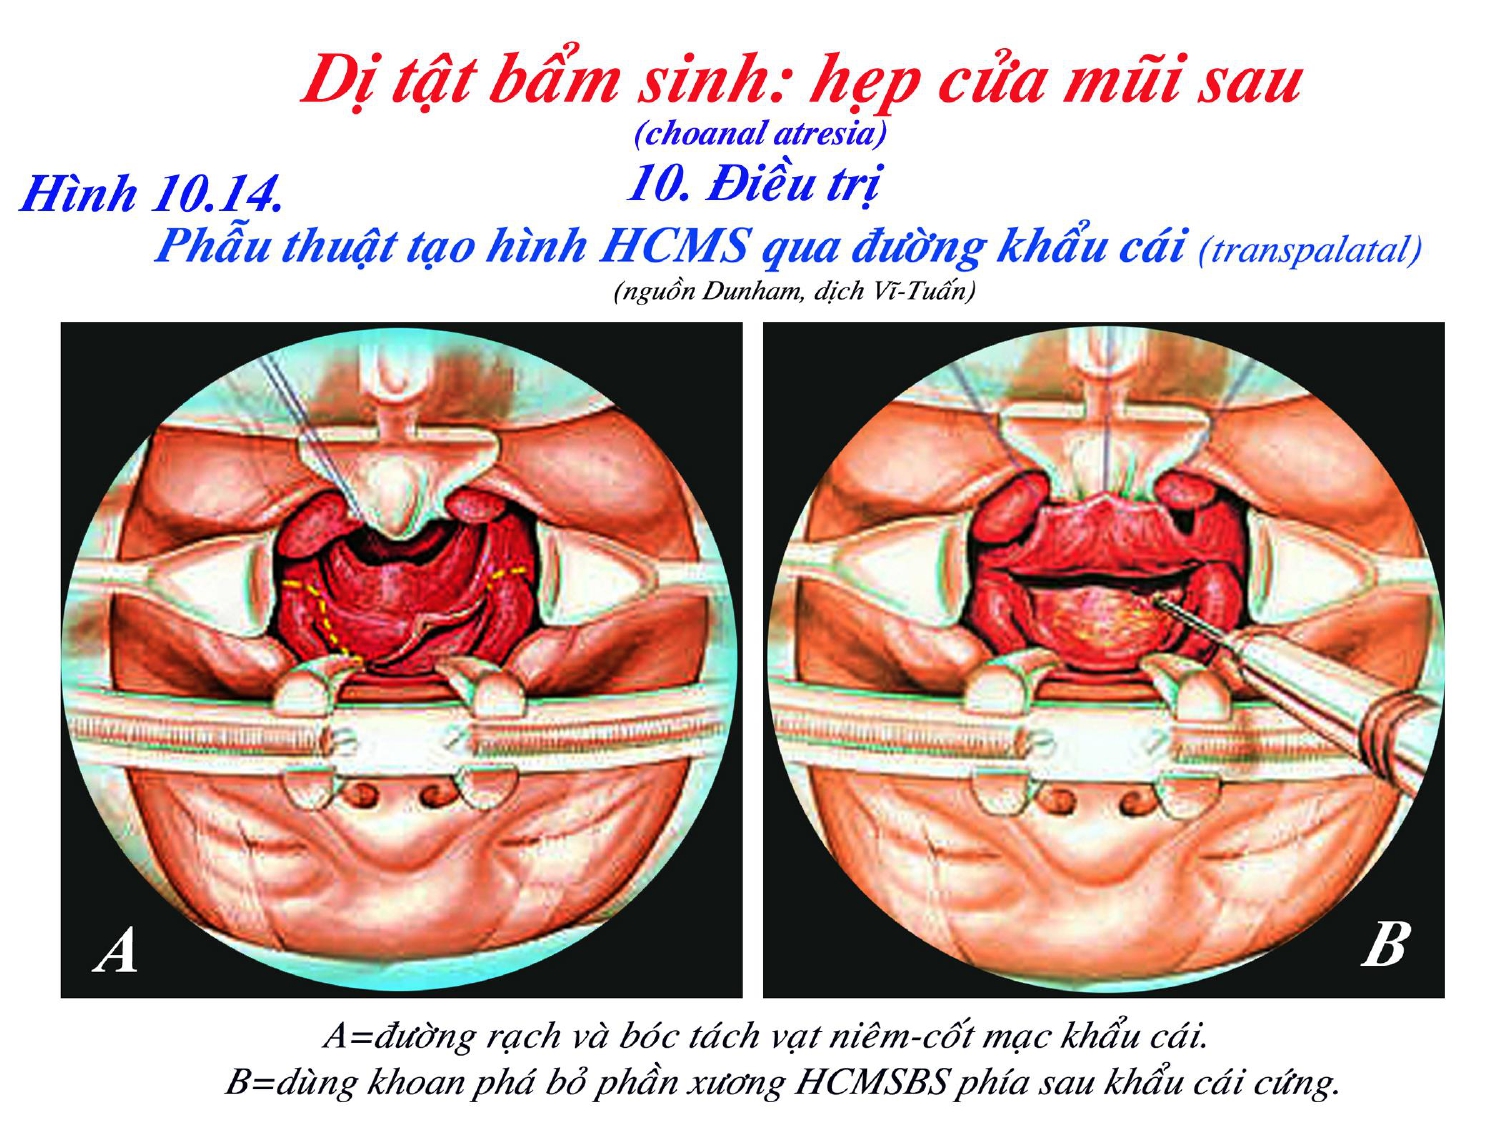 Dị tật bẩm sinh: hẹp cửa mũi sau
(choanal atresia)
Hình 10.14.
10. Điều trị
Phẫu thuật tạo hình HCMS qua đường khẩu cái (transpalatal)
(nguồn Dunham, dịch Vĩ-Tuấn)
A
B
A=đường rạch và bóc tách vạt niêm-cốt mạc khẩu cái.
B=dùng khoan phá bỏ phần xương HCMSBS phía sau khẩu cái cứng.